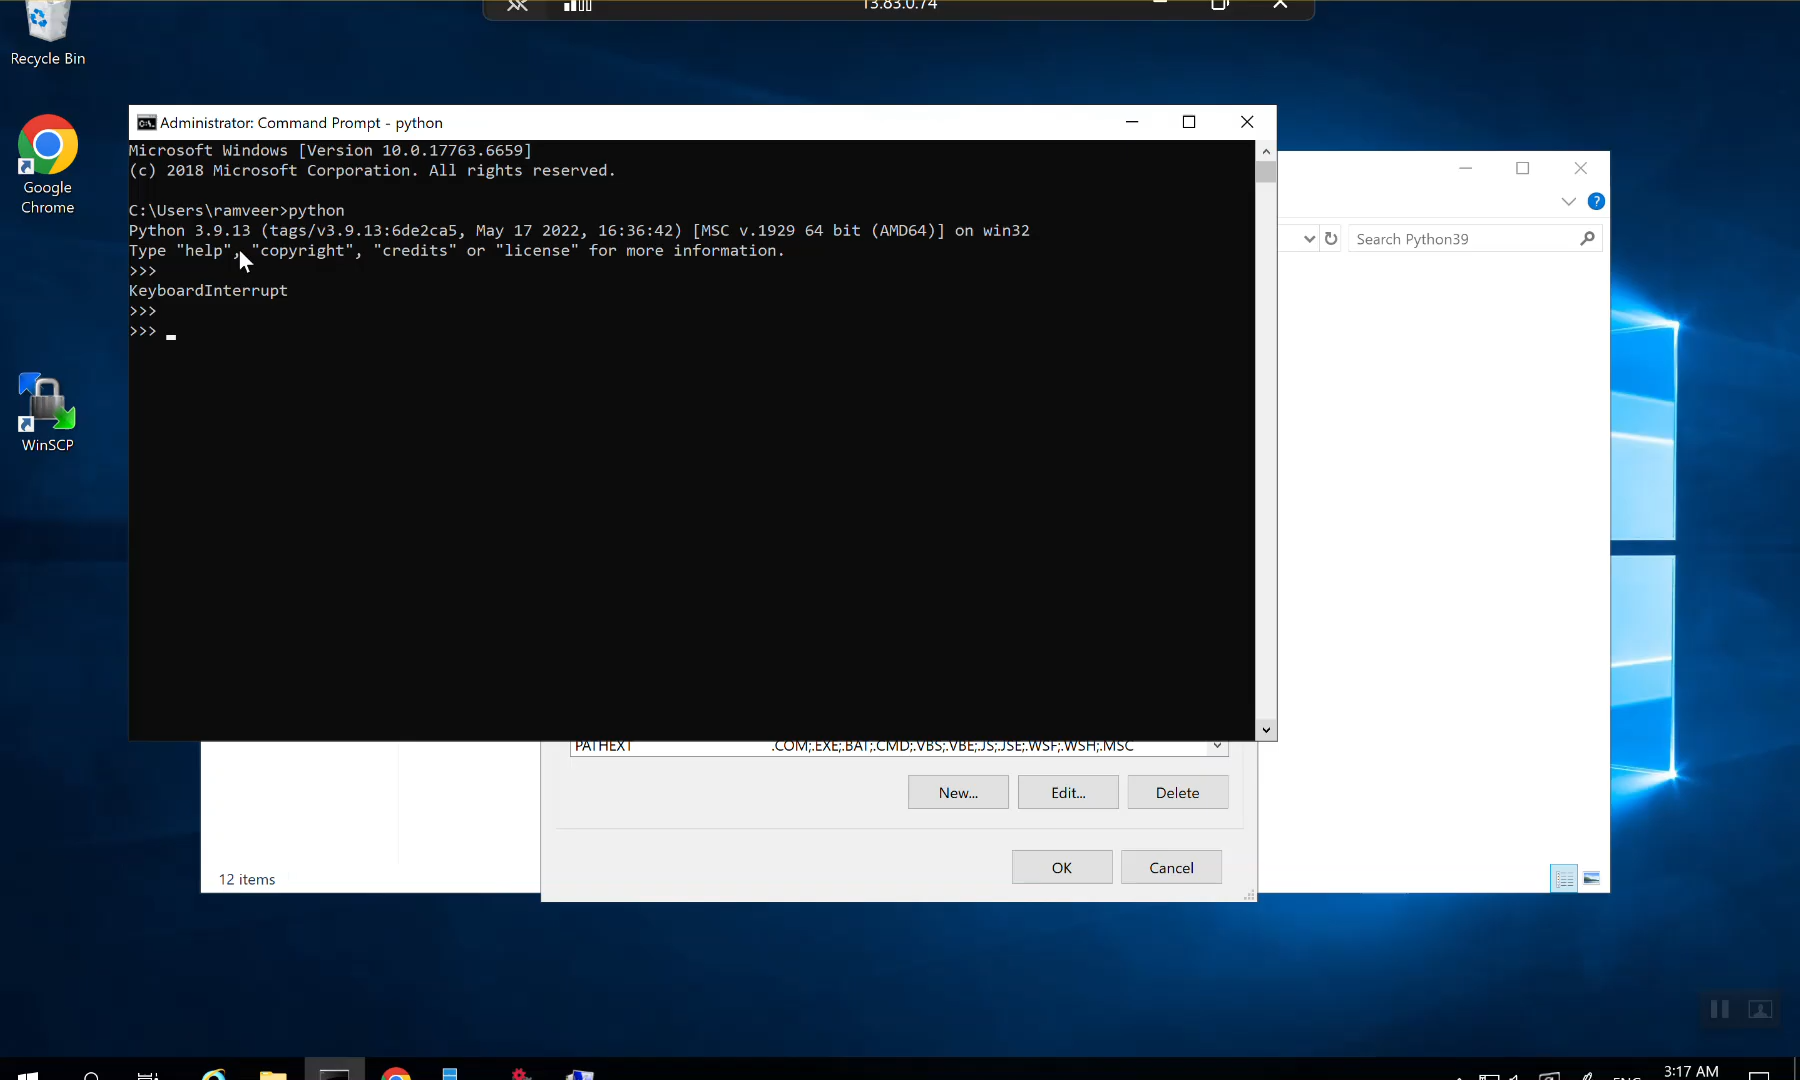 13.83.0.74
Recycle Bin
Google
Chrome
WinSCP
Administrator: Command Prompt - python
Microsoft Windows [Version 10.0.17763.6659]
(c) 2018 Microsoft Corporation. All rights reserved.
C:\Users\ramveer>python
Python 3.9.13 (tags/v3.9.13:6de2ca5, May 17 2022, 16:36:42) [MSC v.1929 64 bit (AMD64)] on win32
Type "help", "copyright", "credits" or "license" for more information.
>>>
KeyboardInterrupt
>>>
>>>
Search Python39
PATHEXT .COM;.EXE;.BAT;.CMD;.VBS;.VBE;.JS;.JSE;.WSF;.WSH;.MSC
New... Edit... Delete
OK Cancel
12 items
3:17 AM